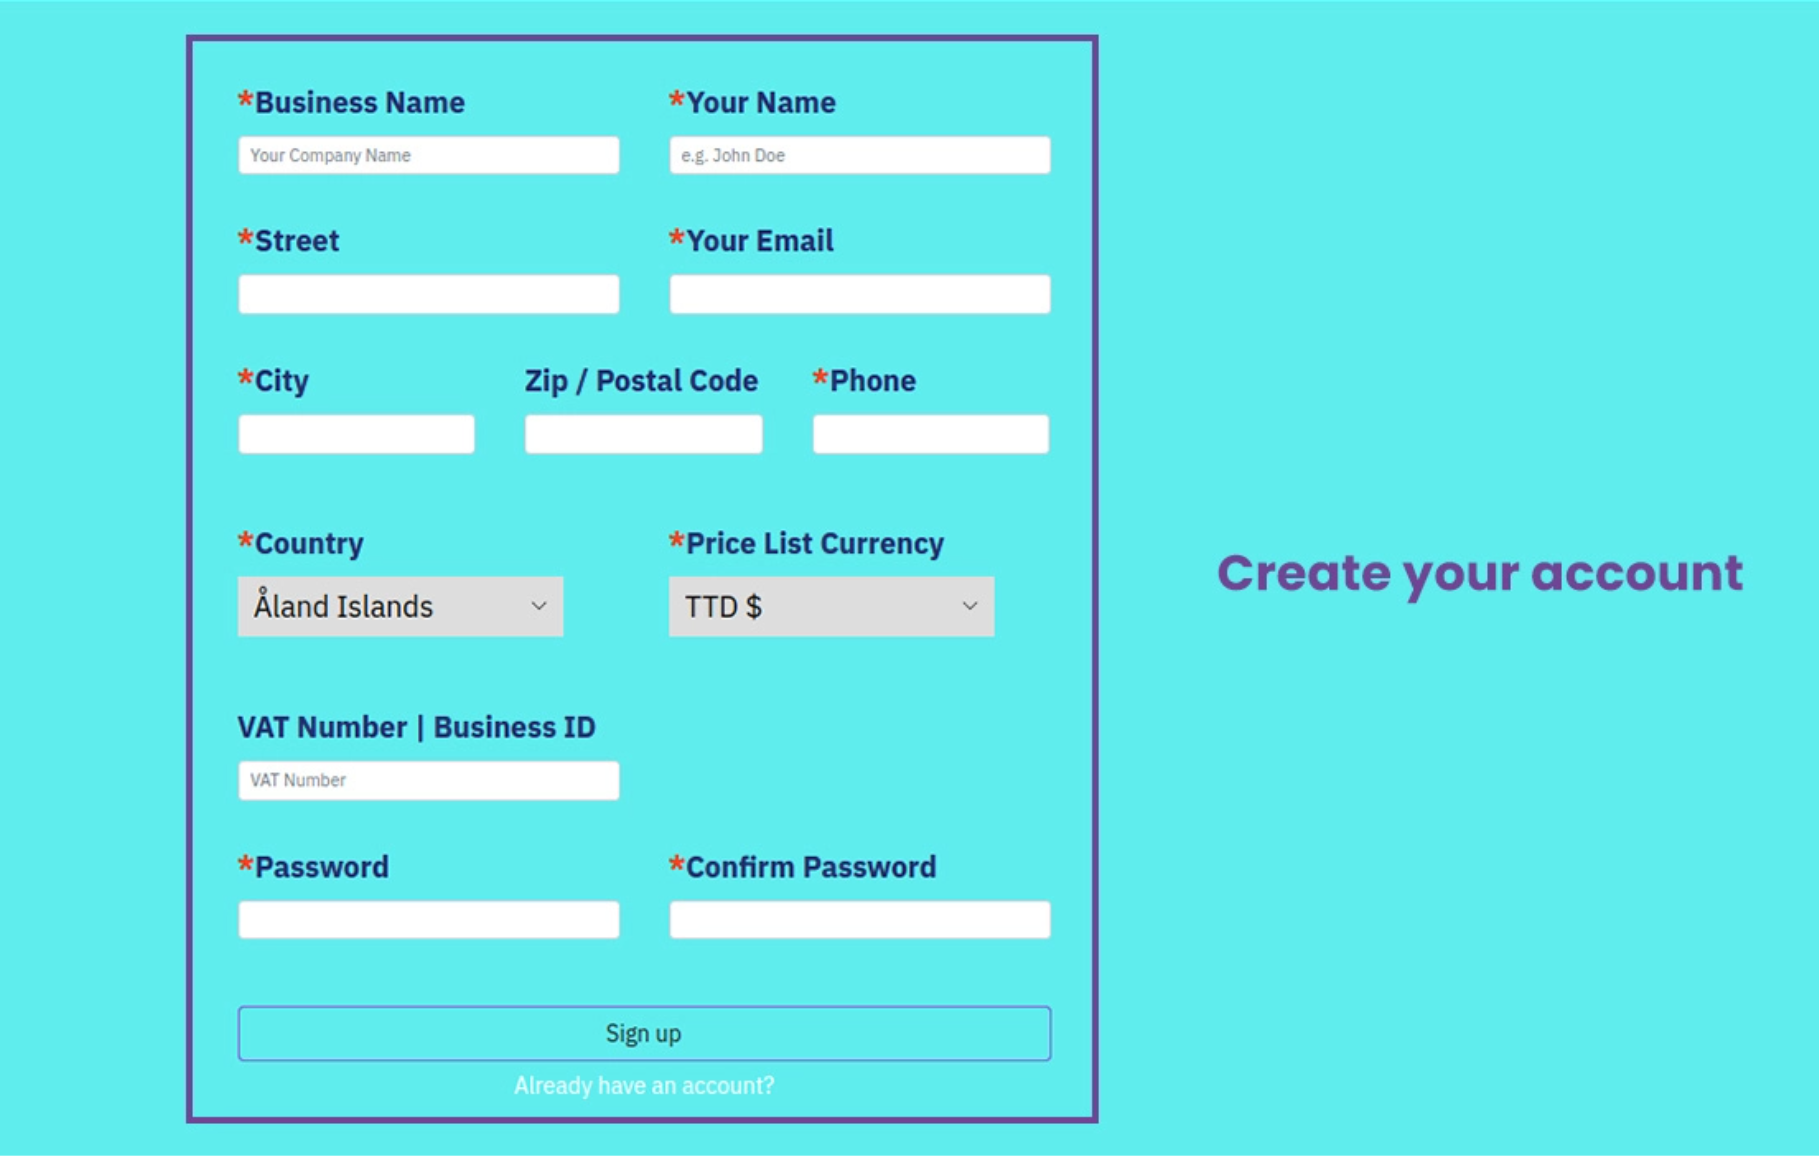 *Business Name
*Your Name
Your Company Name
e.g. John Doe
*Street
*Your Email
*City
Zip / Postal Code
*Phone
*Country
*Price List Currency
Åland Islands
TTD $
Create your account
VAT Number | Business ID
VAT Number
*Password
*Confirm Password
Sign up
Already have an account?